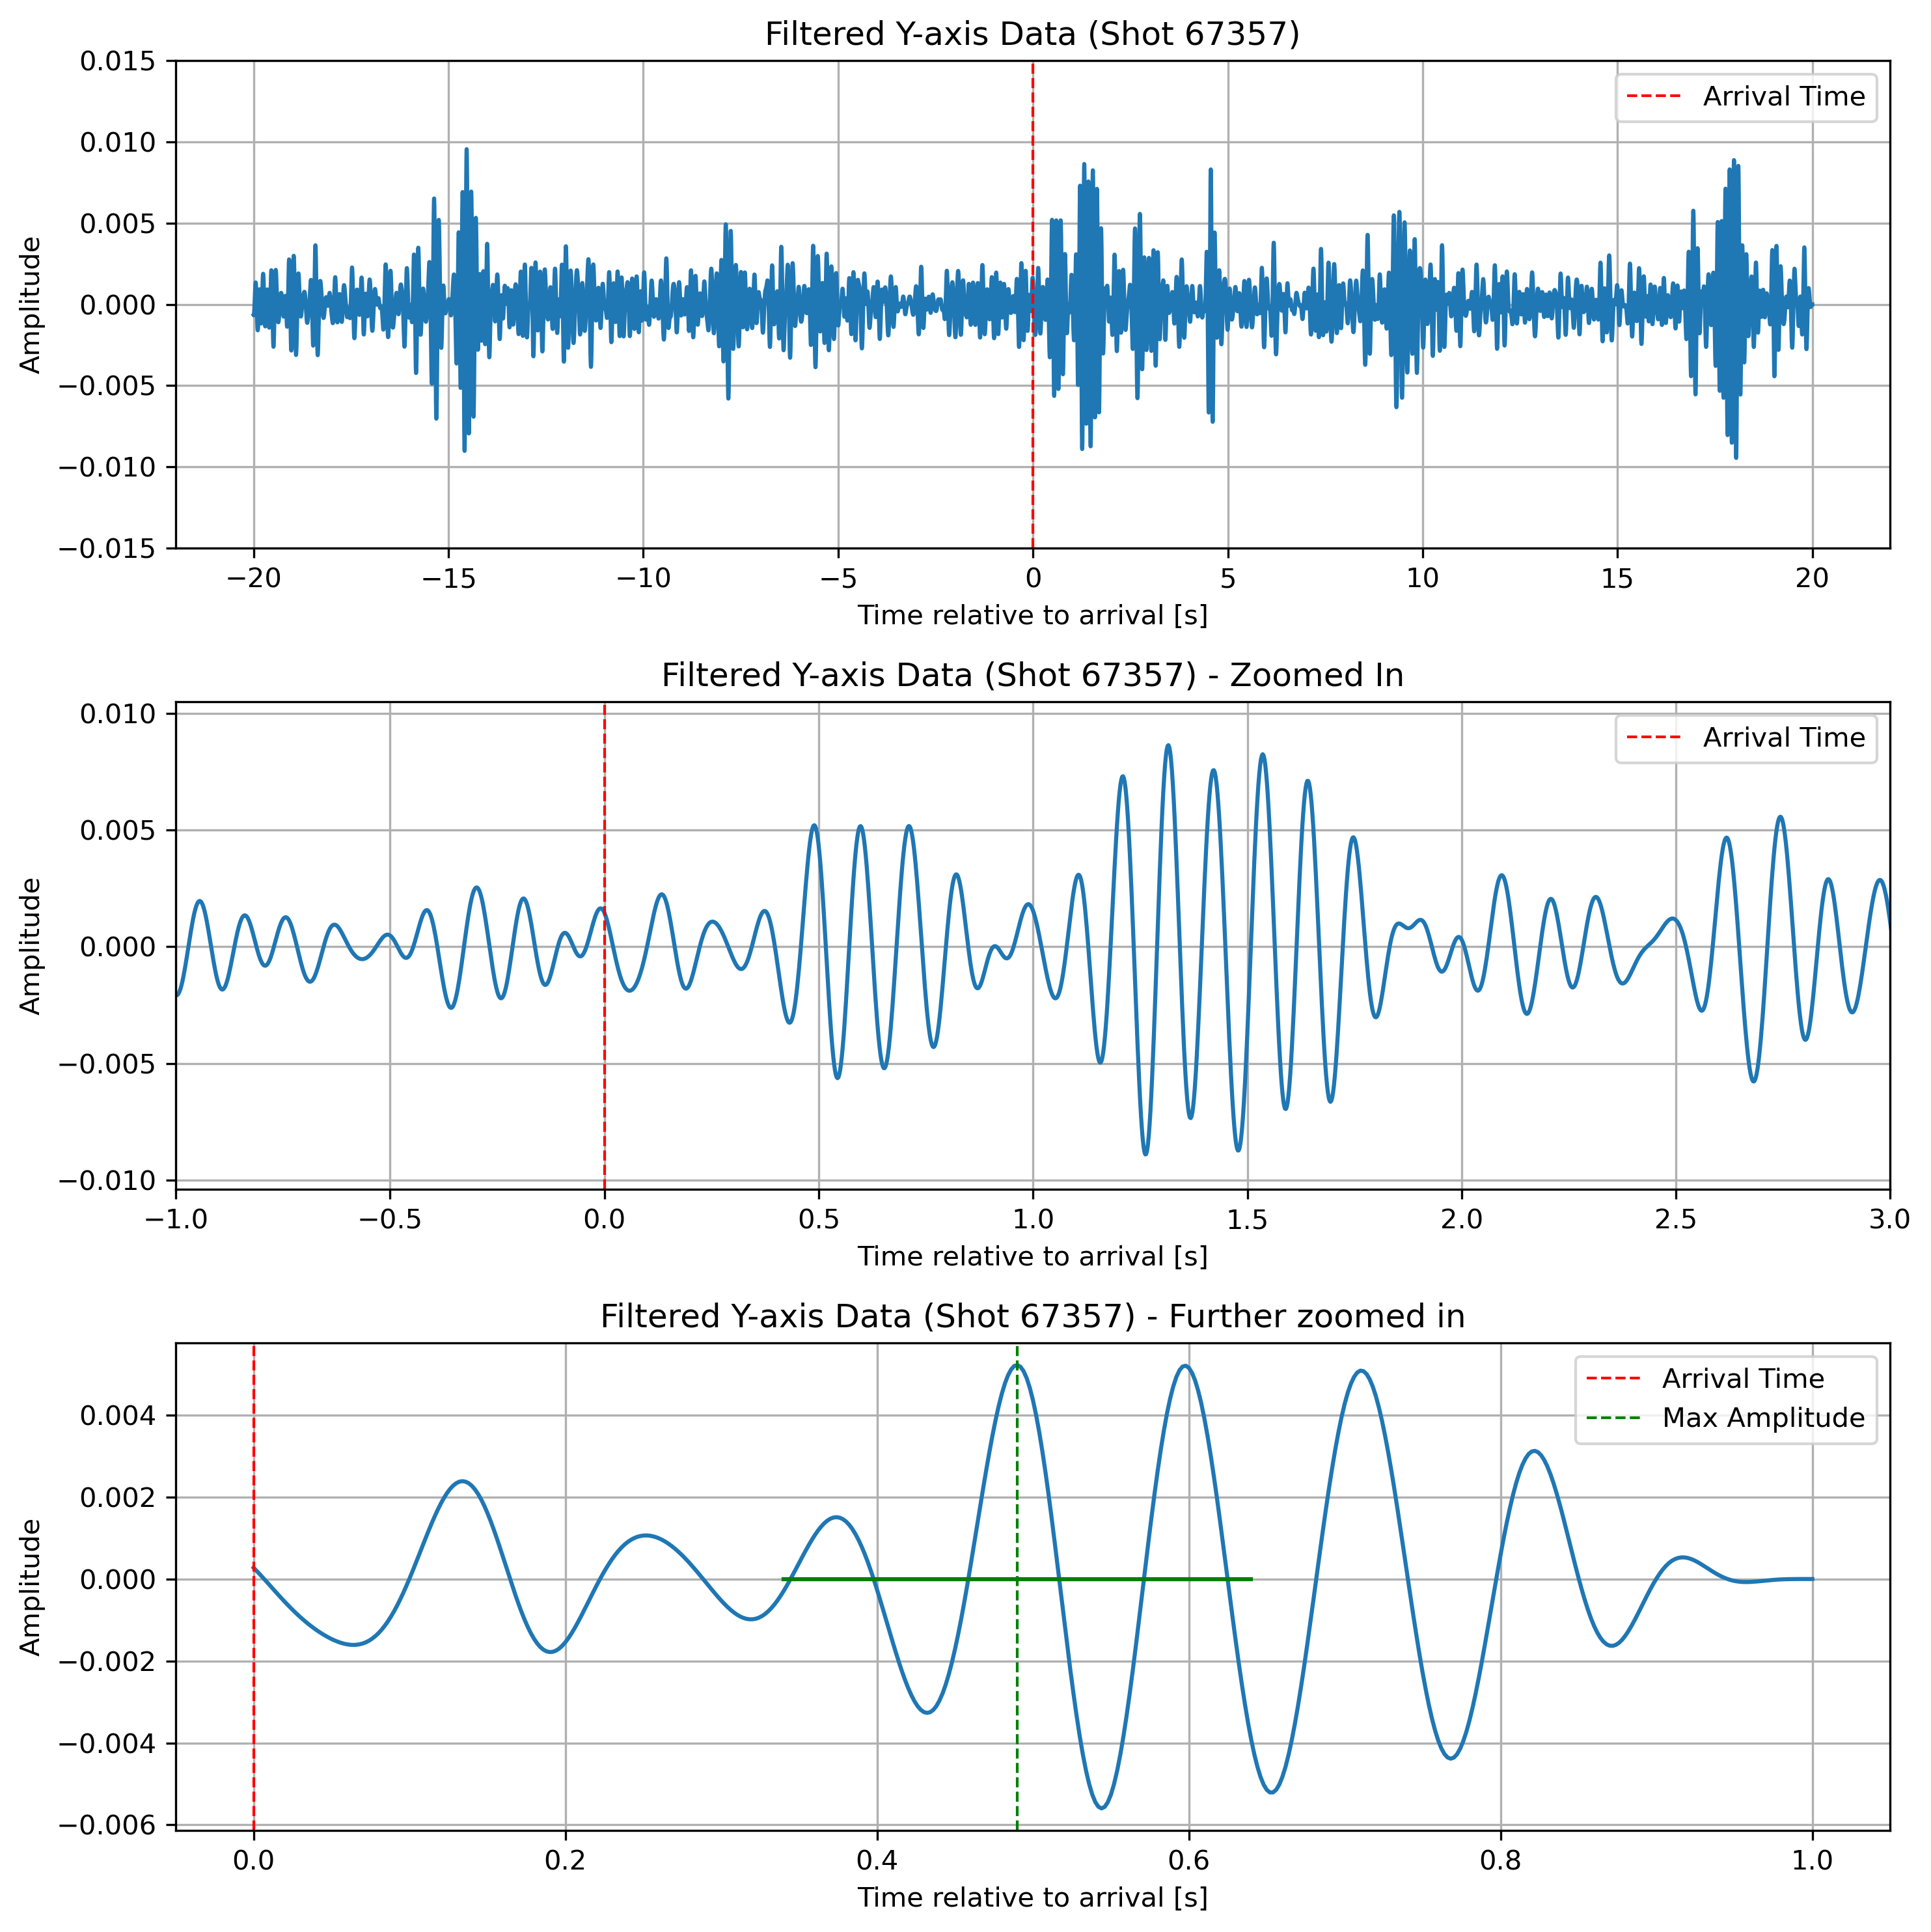 Filtered Y-axis Data (Shot 67357)
0.015
0.010
0.005
0.000
−0.005
−0.010
−0.015
Amplitude
Arrival Time
−20 −15 −10 −5 0 5 10 15 20
Time relative to arrival [s]
Filtered Y-axis Data (Shot 67357) - Zoomed In
0.010
0.005
0.000
−0.005
−0.010
Amplitude
Arrival Time
−1.0 −0.5 0.0 0.5 1.0 1.5 2.0 2.5 3.0
Time relative to arrival [s]
Filtered Y-axis Data (Shot 67357) - Further zoomed in
0.004
0.002
0.000
−0.002
−0.004
−0.006
Amplitude
Arrival Time
Max Amplitude
0.0 0.2 0.4 0.6 0.8 1.0
Time relative to arrival [s]